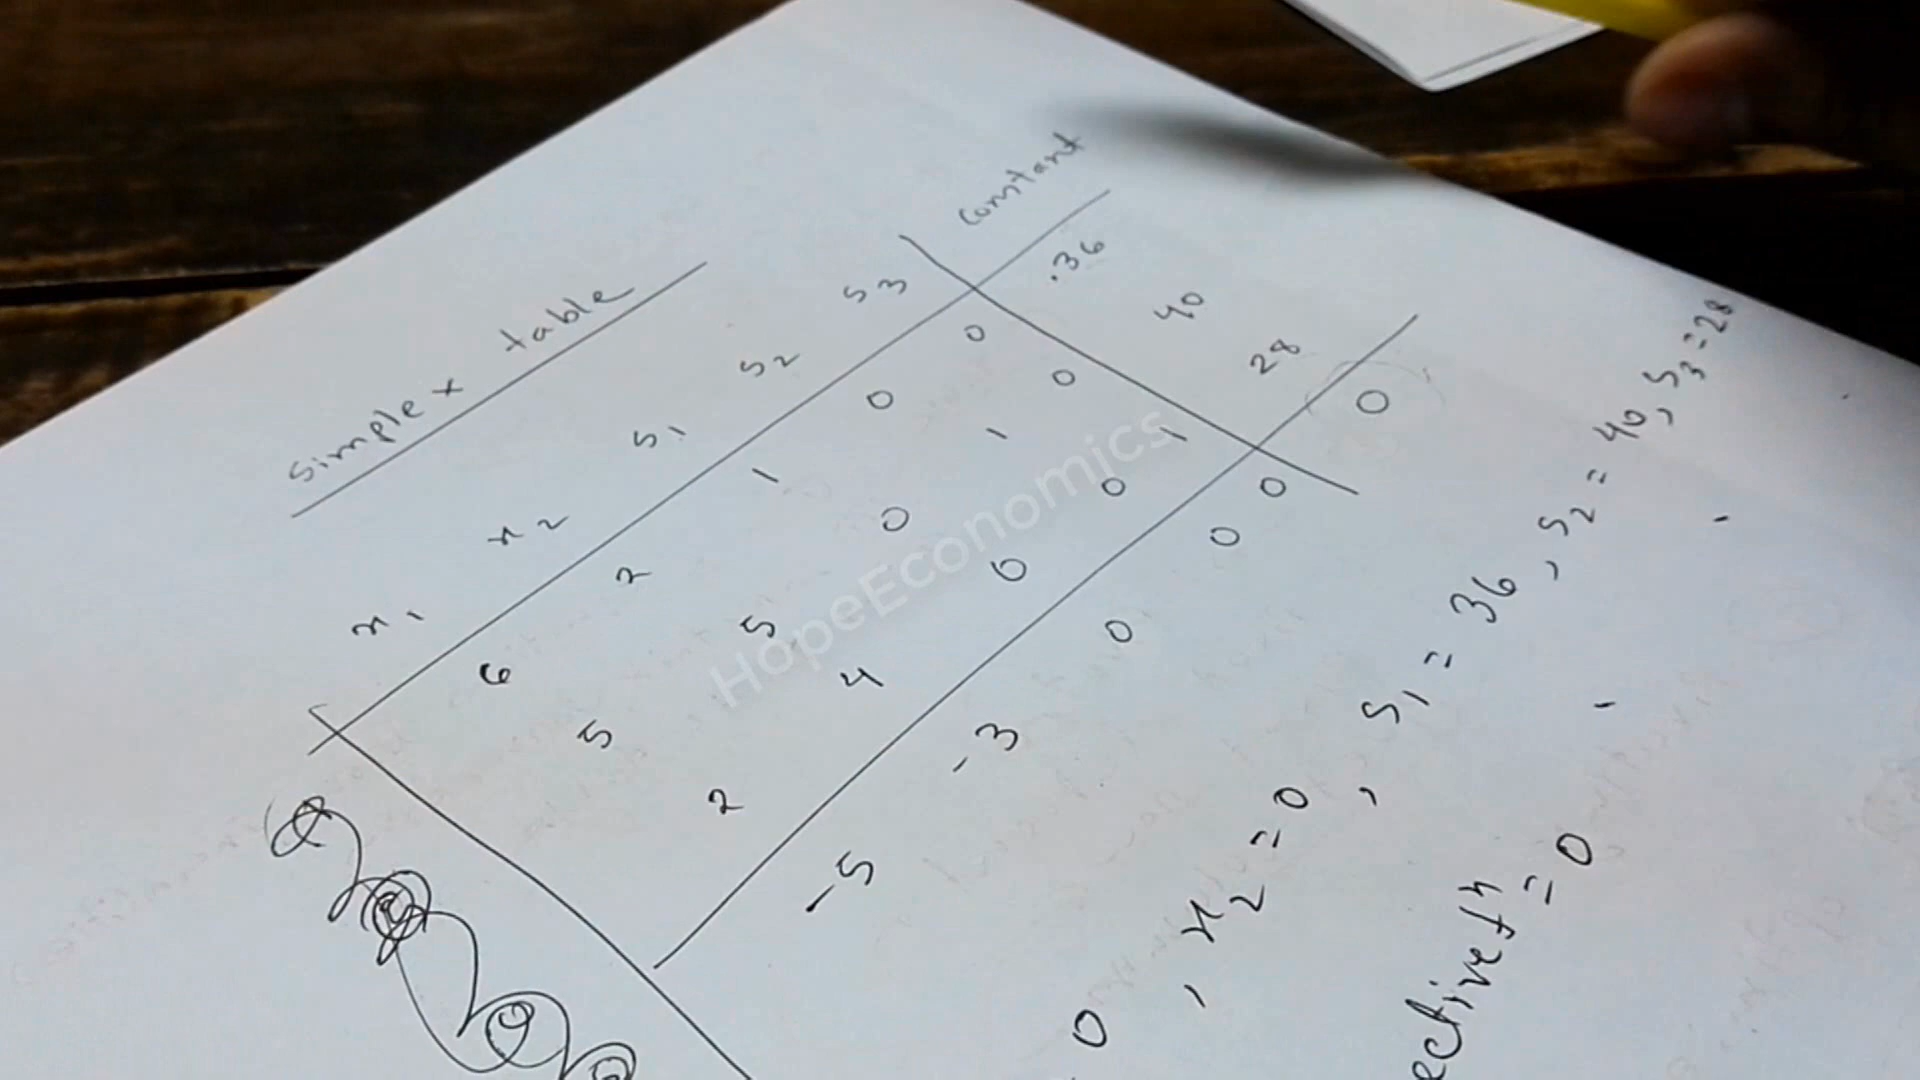 Simplex table
x1 x2 s1 s2 s3 Constant
6 2 1 0 0 36
5 5 0 1 0 40
2 4 0 0 1 28
-5 -3 0 0 0 0
0, x2=0, s1=36, s2=40, s3=28
ective fn = 0
HopeEconomics